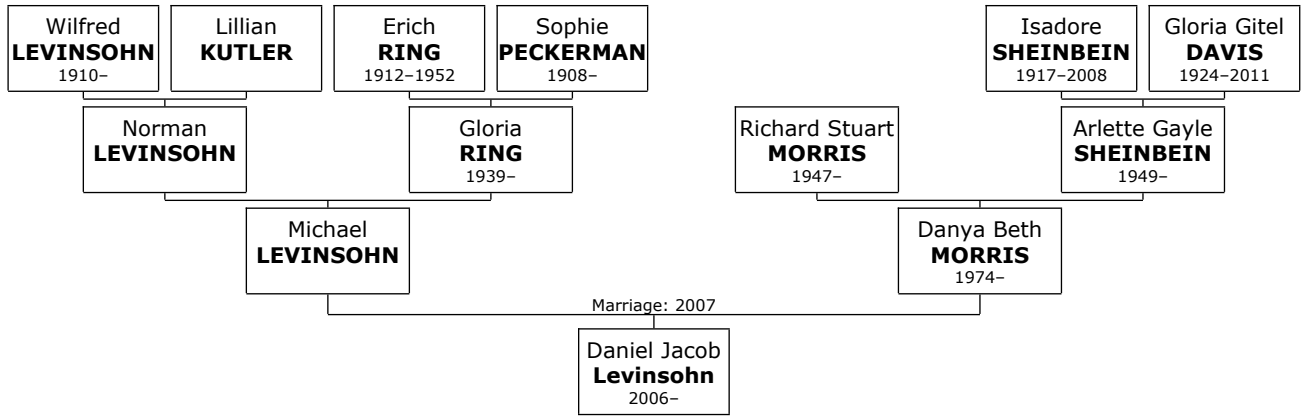 Wilfred
LEVINSOHN
1910–
Lillian
KUTLER
Erich
RING
1912–1952
Sophie
PECKERMAN
1908–
Isadore
SHEINBEIN
1917–2008
Gloria Gitel
DAVIS
1924–2011
Norman
LEVINSOHN
Gloria
RING
1939–
Richard Stuart
MORRIS
1947–
Arlette Gayle
SHEINBEIN
1949–
Michael
LEVINSOHN
Danya Beth
MORRIS
1974–
Marriage: 2007
Daniel Jacob
Levinsohn
2006–